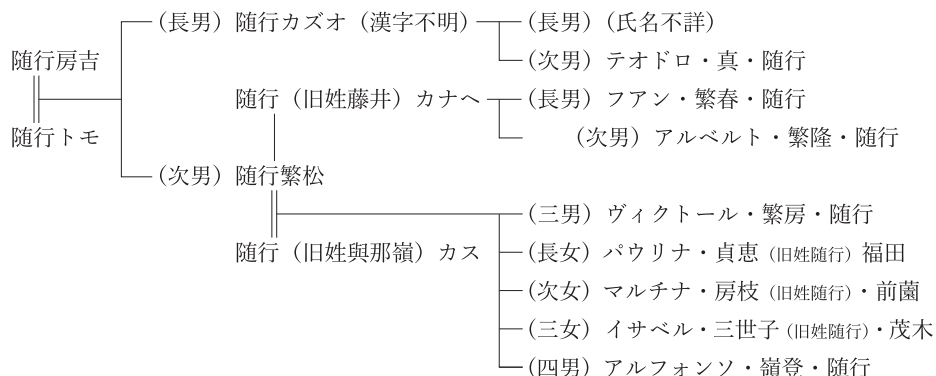 (長男) 随行カズオ (漢字不明) (長男) (氏名不詳)
随行房吉 (次男) テオドロ・真・随行
随行 (旧姓藤井) カナヘ (長男) フアン・繁春・随行
随行トモ (次男) アルベルト・繁隆・随行
(次男) 随行繁松
(三男) ヴィクトール・繁房・随行
随行 (旧姓與那嶺) カス (長女) パウリナ・貞恵 (旧姓随行) 福田
(次女) マルチナ・房枝 (旧姓随行)・前薗
(三女) イサベル・三世子 (旧姓随行)・茂木
(四男) アルフォンソ・嶺登・随行